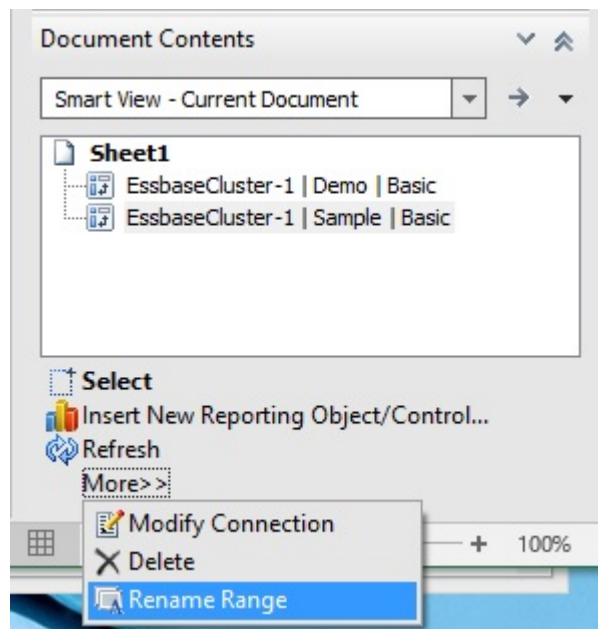 Document Contents
Smart View - Current Document
Sheet1
EssbaseCluster-1 | Demo | Basic
EssbaseCluster-1 | Sample | Basic
Select
Insert New Reporting Object/Control...
Refresh
More>>
Modify Connection
100%
Delete
Rename Range